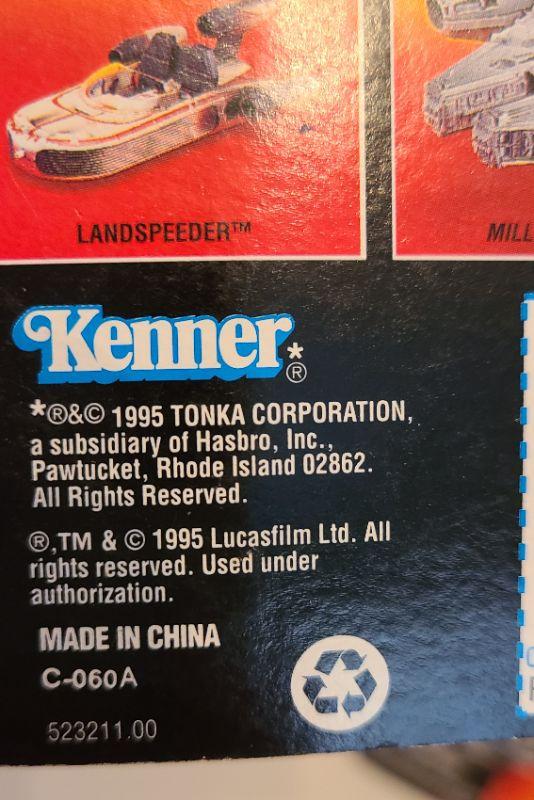 LANDSPEEDER™
MILL
Kenner*®
*®&© 1995 TONKA CORPORATION,
a subsidiary of Hasbro, Inc.,
Pawtucket, Rhode Island 02862.
All Rights Reserved.
®,TM & © 1995 Lucasfilm Ltd. All
rights reserved. Used under
authorization.
MADE IN CHINA
C-060A
523211.00